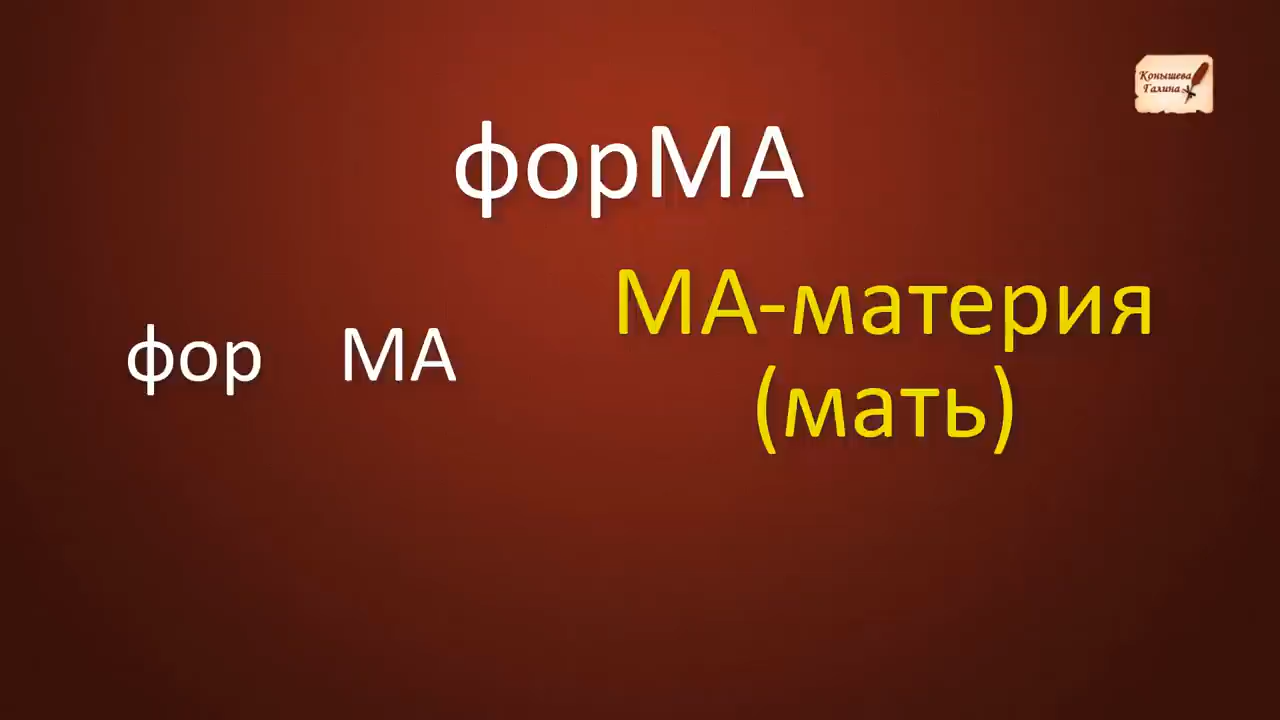 Конышева
Галина
форМА
МА-материя
(мать)
фор МА